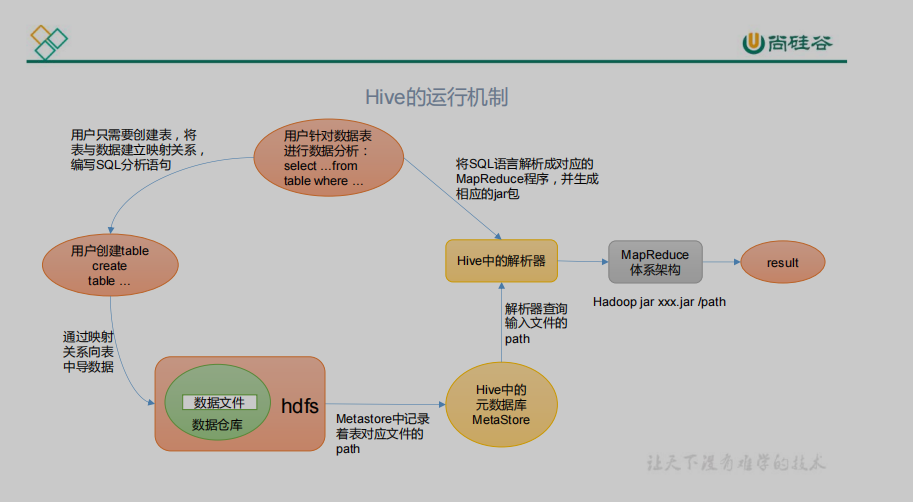 尚硅谷
Hive的运行机制
用户只需要创建表，将
表与数据建立映射关系，
编写SQL分析语句
用户针对数据表
进行数据分析：
select ...from
table where ...
将SQL语言解析成对应的
MapReduce程序，并生成
相应的jar包
用户创建table
create
table ...
Hive中的解析器
MapReduce
体系架构
result
Hadoop jar xxx.jar /path
解析器查询
输入文件的
path
通过映射
关系向表
中导数据
数据文件
数据仓库
hdfs
Metastore中记录
着表对应文件的
path
Hive中的
元数据库
MetaStore
让天下没有难学的技术